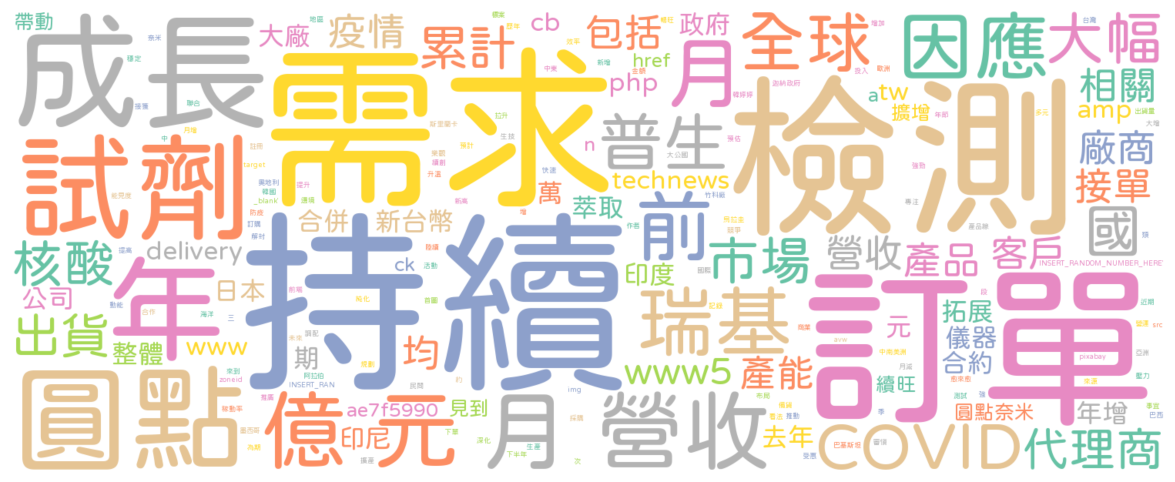 帶動
成長
大廠
疫情
累計
cb
包括
政府
全球
因應
大幅
需求
php
href
月
a
tw
擴增
相關
amp
試劑
n
普生
檢測
廠商
technews
萬
萃取
接單
合併
新台幣
前
國
核酸
delivery
持續
ck
市場
營收
產品
客戶
INSERT_RANDOM_NUMBER_HERE
公司
年
日本
印度
訂單
出貨
整體
www
期
均
瑞基
元
拓展
儀器
合約
www5
產能
續旺
圓點
INSERT_RAN
億元
ae7f5990
見到
印尼
月
營收
去年
COVID
圓點奈米
年增
代理商
zoneid
img
pixabay
src
target
_blank